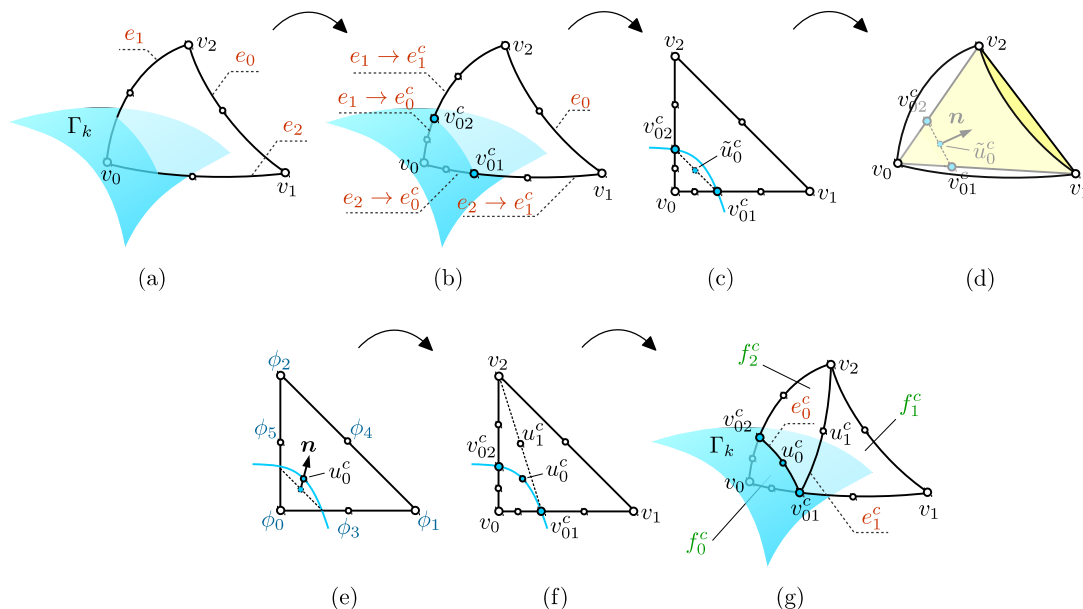 e₁
v₂
e₀
Γₖ
e₂
v₀
v₁
(a)
v₂
e₁ → e₁ᶜ
e₁ → e₀ᶜ
e₀
v₀₂ᶜ
v₀
v₀₁ᶜ
v₁
e₂ → e₀ᶜ
e₂ → e₁ᶜ
(b)
v₂
v₀₂ᶜ
ũ₀ᶜ
v₀
v₀₁ᶜ
v₁
(c)
v₂
v₀₂ᶜ
n
ũ₀ᶜ
v₀
v₀₁ᶜ
(d)
ϕ₂
ϕ₅
ϕ₄
n
u₀ᶜ
ϕ₀
ϕ₃
ϕ₁
(e)
v₂
v₀₂ᶜ
u₁ᶜ
u₀ᶜ
v₀
v₀₁ᶜ
v₁
(f)
f₂ᶜ
v₂
e₀ᶜ
f₁ᶜ
v₀₂ᶜ
Γₖ
u₀ᶜ
u₁ᶜ
v₀
v₀₁ᶜ
v₁
e₁ᶜ
f₀ᶜ
(g)